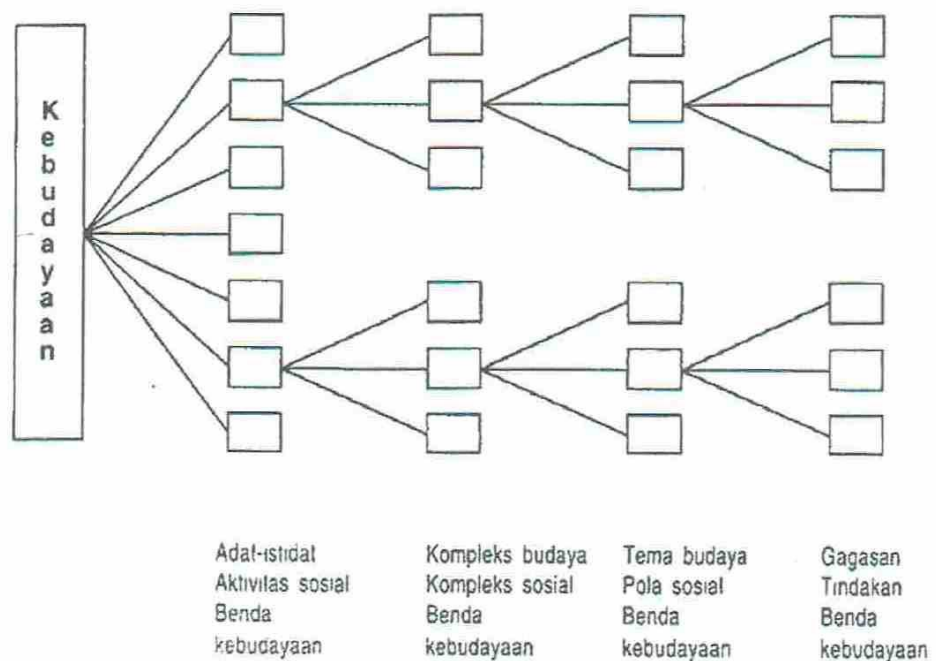 Kebudayaan
Adat-istidat Kompleks budaya Tema budaya Gagasan
Aktivitas sosial Kompleks sosial Pola sosial Tindakan
Benda Benda Benda Benda
kebudayaan kebudayaan kebudayaan kebudayaan